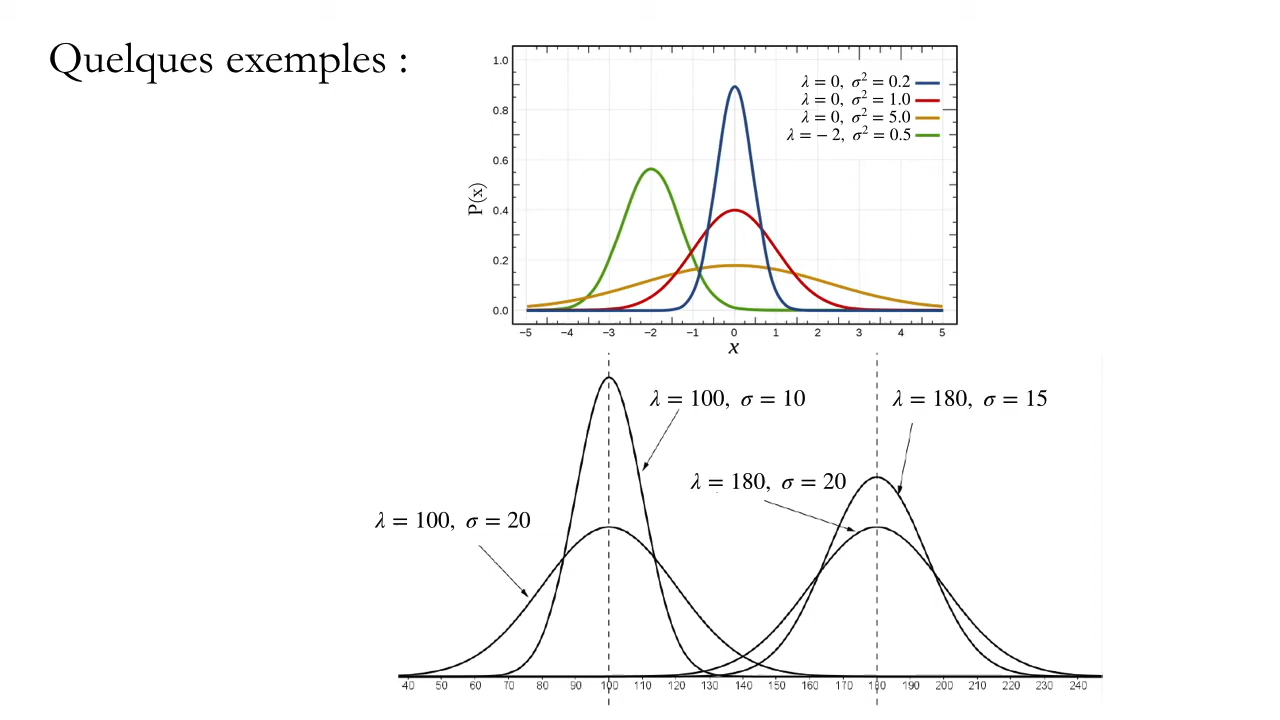 Quelques exemples :
1.0
λ = 0, σ² = 0.2
λ = 0, σ² = 1.0
λ = 0, σ² = 5.0
λ = − 2, σ² = 0.5
0.8
0.6
P(x)
0.4
0.2
0.0
−5 −4 −3 −2 −1 0 1 2 3 4 5
x
λ = 100, σ = 10
λ = 180, σ = 15
λ = 180, σ = 20
λ = 100, σ = 20
40 50 60 70 80 90 100 110 120 130 140 150 160 170 180 190 200 210 220 230 240